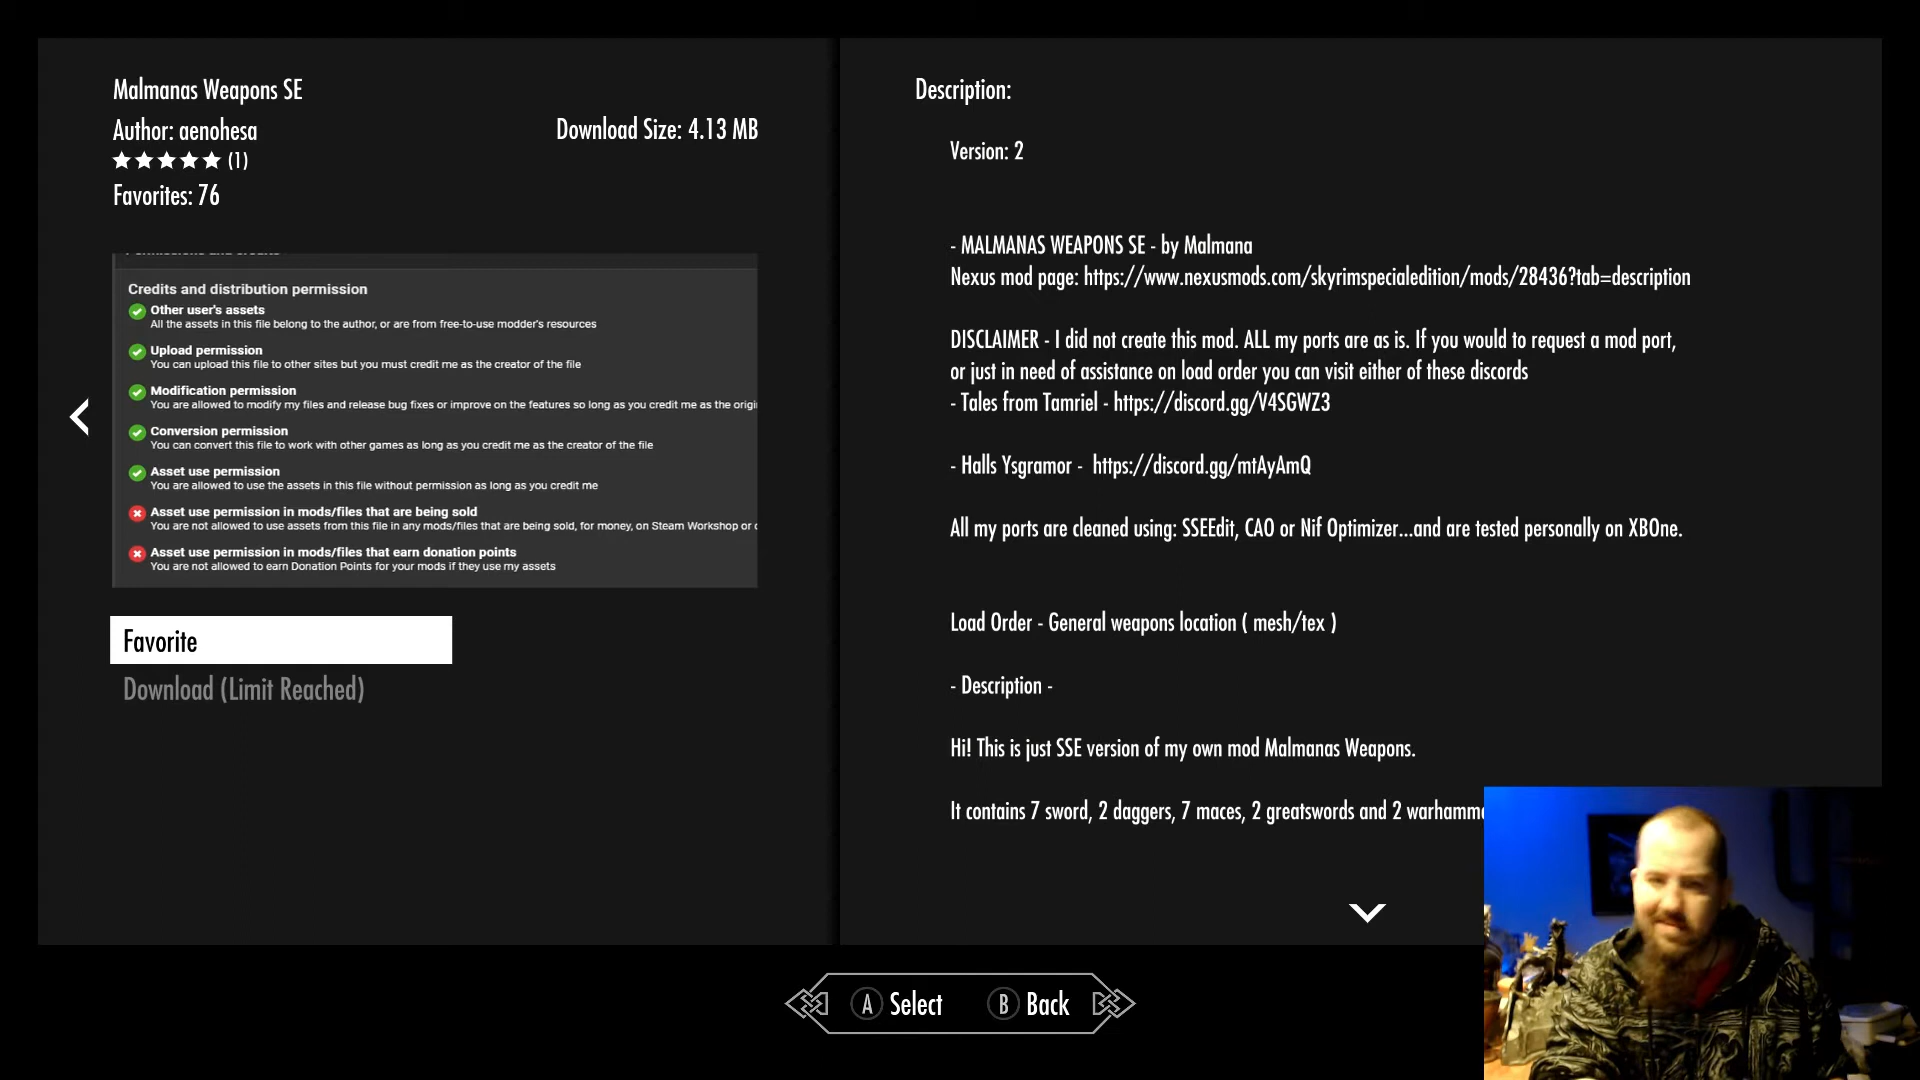 Malmanas Weapons SE
Author: aenohesa
Download Size: 4.13 MB
(1)
Favorites: 76
Credits and distribution permission
Other user's assets
All the assets in this file belong to the author, or are from free-to-use modder's resources
Upload permission
You can upload this file to other sites but you must credit me as the creator of the file
Modification permission
You are allowed to modify my files and release bug fixes or improve on the features so long as you credit me as the
Conversion permission
You can convert this file to work with other games as long as you credit me as the creator of the file
Asset use permission
You are allowed to use the assets in this file without permission as long as you credit me
Asset use permission in mods/files that are being sold
You are not allowed to use assets from this file in any mods/files that are being sold, for money, on Steam Workshop or
Asset use permission in mods/files that earn donation points
You are not allowed to earn Donation Points for your mods if they use my assets
Favorite
Download (Limit Reached)
Description:
Version: 2
- MALMANAS WEAPONS SE - by Malmana
Nexus mod page: https://www.nexusmods.com/skyrimspecialedition/mods/28436?tab=description
DISCLAIMER - I did not create this mod. ALL my ports are as is. If you would to request a mod port,
or just in need of assistance on load order you can visit either of these discords
- Tales from Tamriel - https://discord.gg/V4SGWZ3
- Halls Ysgramor - https://discord.gg/mtAyAmQ
All my ports are cleaned using: SSEEdit, CAO or Nif Optimizer...and are tested personally on XBOne.
Load Order - General weapons location ( mesh/tex )
- Description -
Hi! This is just SSE version of my own mod Malmanas Weapons.
It contains 7 sword, 2 daggers, 7 maces, 2 greatswords and 2
A Select B Back